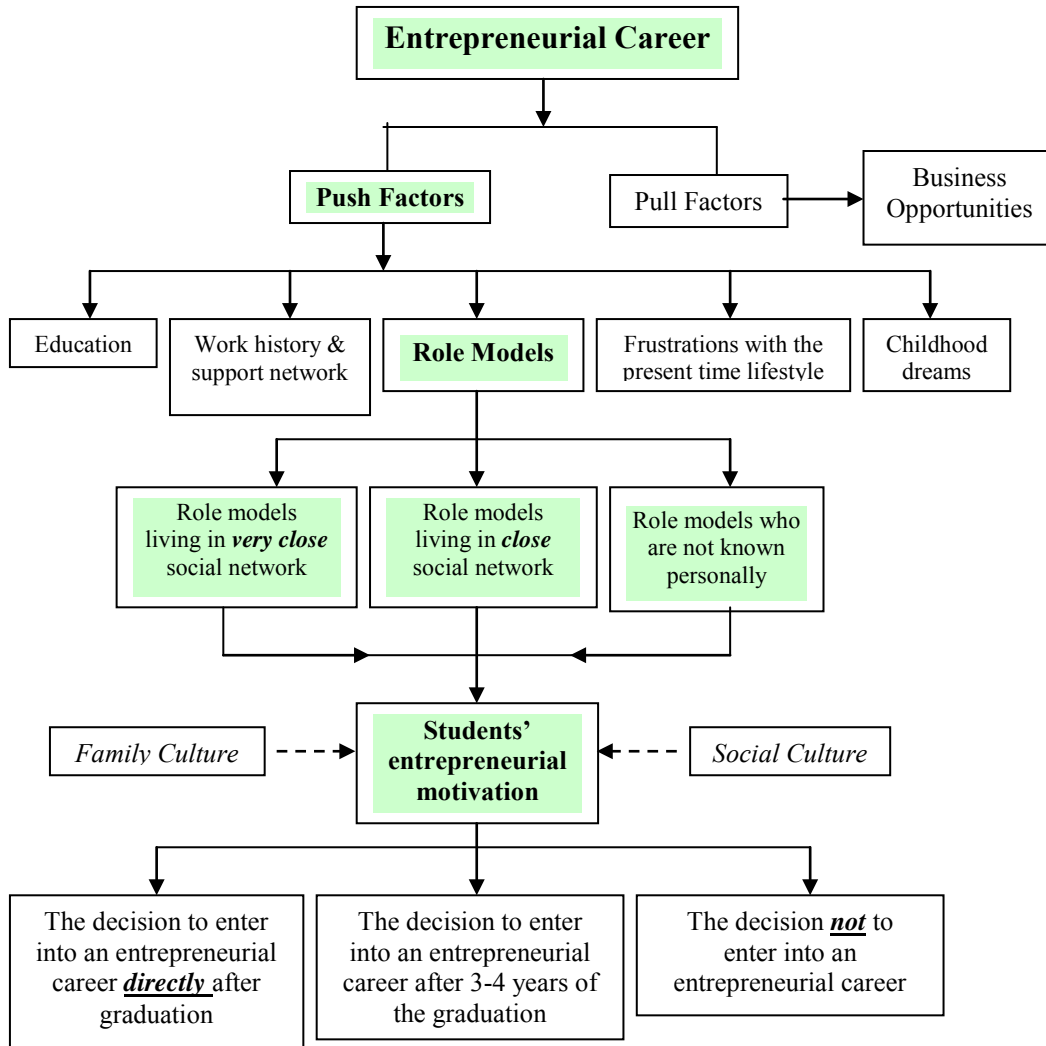 Entrepreneurial Career
Push Factors
Pull Factors
Business
Opportunities
Education
Work history &
support network
Role Models
Frustrations with the
present time lifestyle
Childhood
dreams
Role models
living in very close
social network
Role models
living in close
social network
Role models who
are not known
personally
Family Culture
Students’
entrepreneurial
motivation
Social Culture
The decision to enter
into an entrepreneurial
career directly after
graduation
The decision to enter
into an entrepreneurial
career after 3-4 years of
the graduation
The decision not to
enter into an
entrepreneurial career